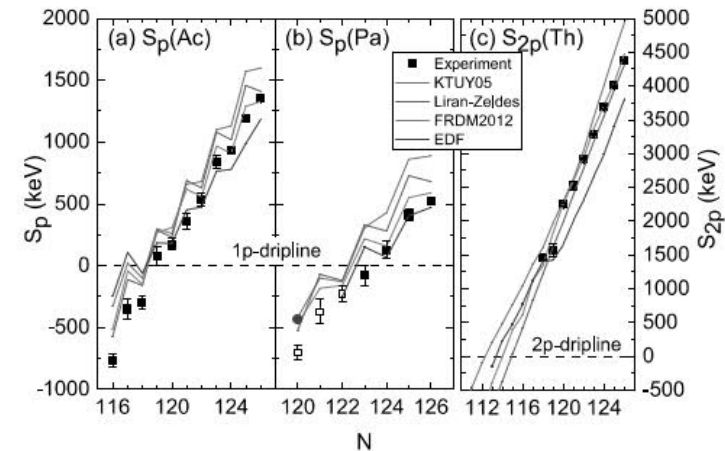 (a) Sp(Ac)
(b) Sp(Pa)
(c) S2p(Th)
Experiment
KTUY05
Liran-Zeldes
FRDM2012
EDF
Sp (keV)
2000
1500
1000
500
0
-500
-1000
1p-dripline
2p-dripline
5000
4500
4000
3500
3000
2500
2000
1500
1000
500
0
-500
S2p (keV)
116 120 124
120 122 124 126
112 116 120 124
N